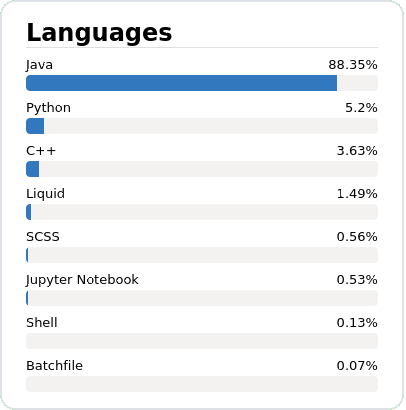 Languages
Java 88.35%
Python 5.2%
C++ 3.63%
Liquid 1.49%
SCSS 0.56%
Jupyter Notebook 0.53%
Shell 0.13%
Batchfile 0.07%